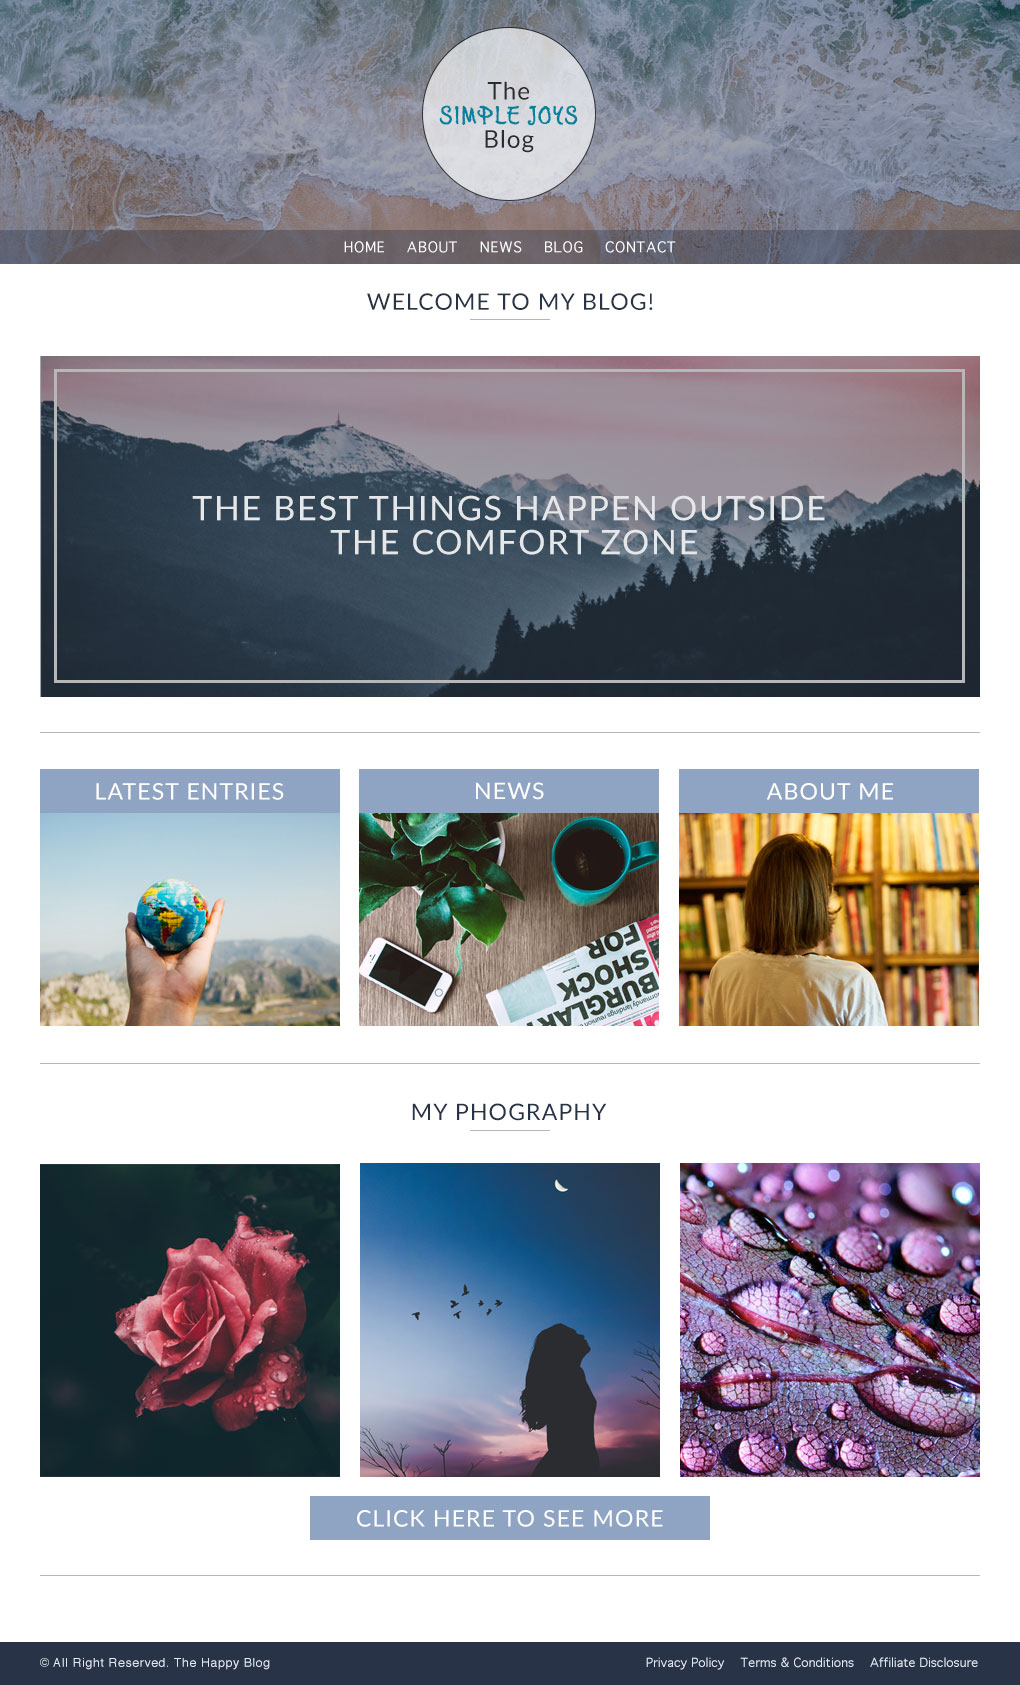 The
SIMPLE JOYS
Blog
HOME ABOUT NEWS BLOG CONTACT
WELCOME TO MY BLOG!
THE BEST THINGS HAPPEN OUTSIDE
THE COMFORT ZONE
LATEST ENTRIES
NEWS
ABOUT ME
FOR
SHOCK
BURGLAR
MY PHOGRAPHY
CLICK HERE TO SEE MORE
© All Right Reserved. The Happy Blog
Privacy Policy Terms & Conditions Affiliate Disclosure